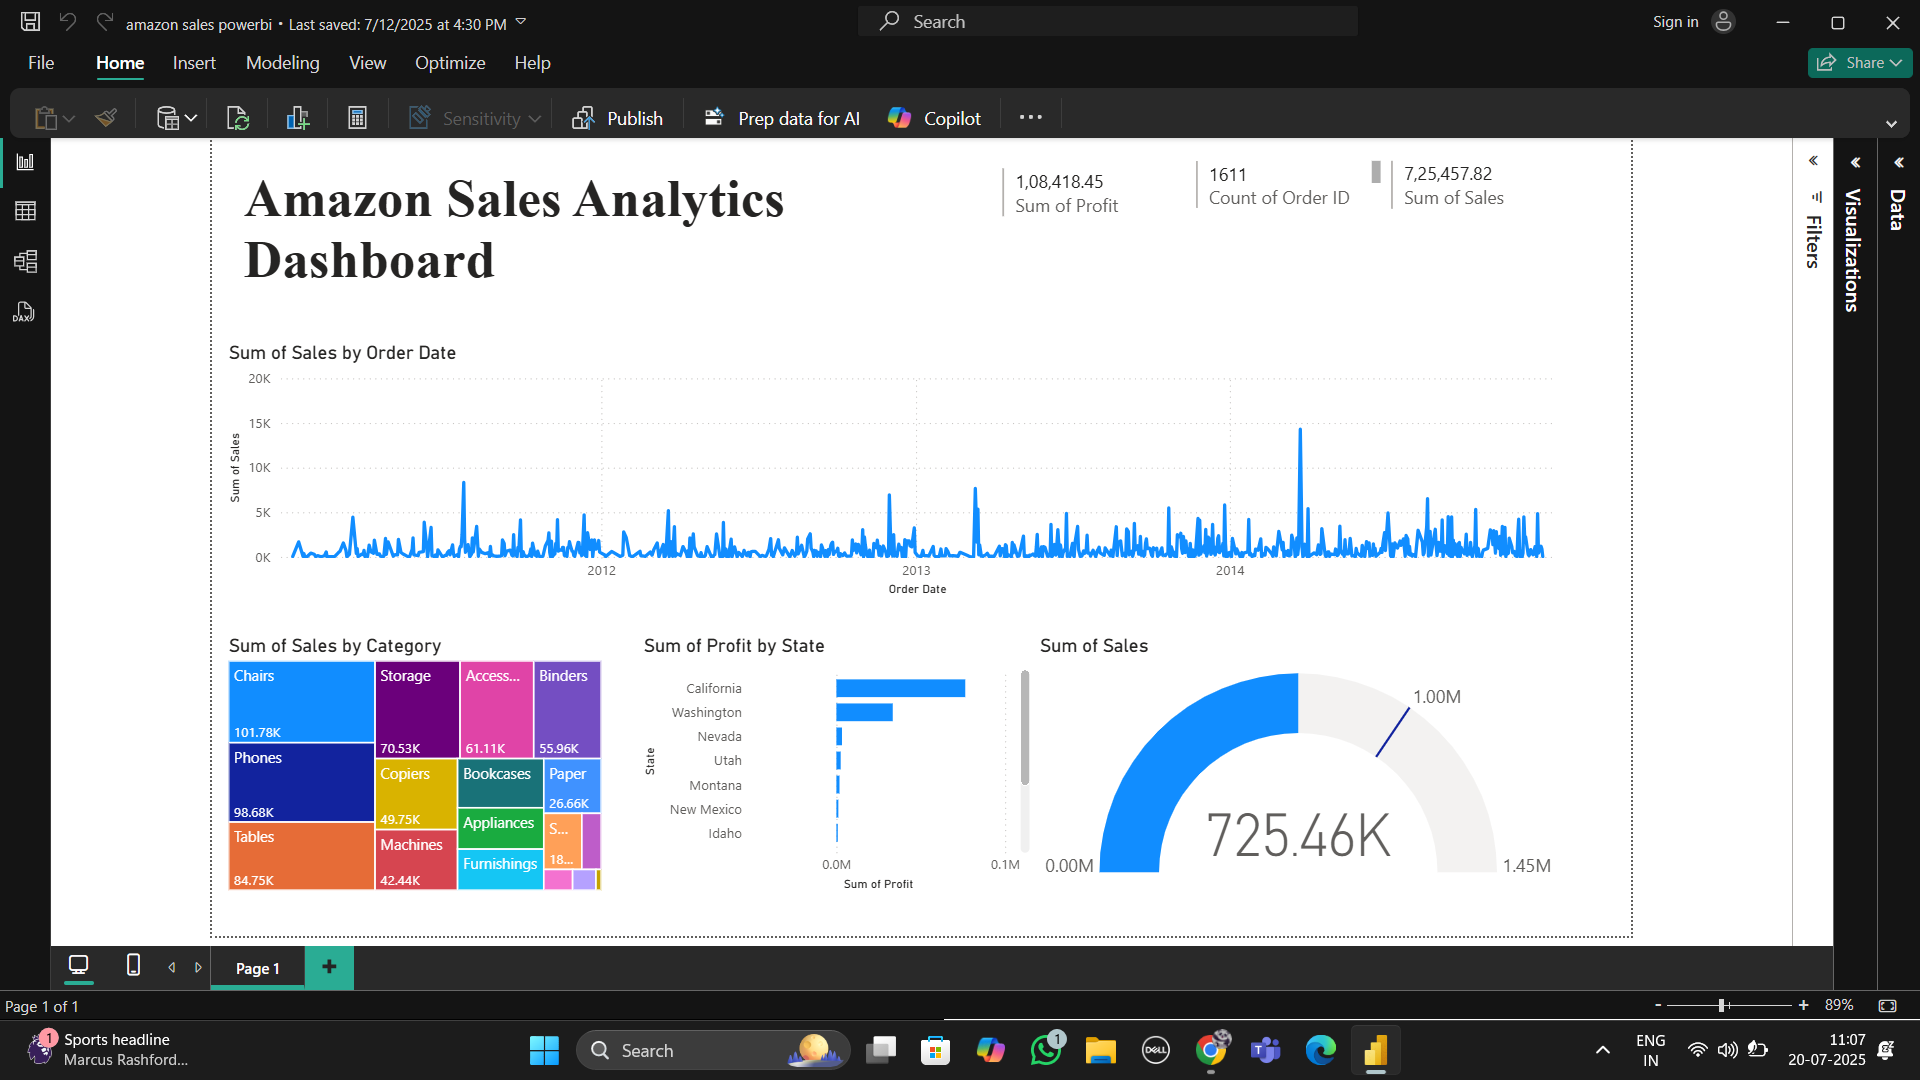 amazon sales powerbi • Last saved: 7/12/2025 at 4:30 PM
Search
Sign in
File
Home
Insert
Modeling
View
Optimize
Help
Share
Sensitivity
Publish
Prep data for AI
Copilot
DAX
Amazon Sales Analytics
Dashboard
1,08,418.45
Sum of Profit
1611
Count of Order ID
7,25,457.82
Sum of Sales
Filters
Visualizations
Data
Sum of Sales by Order Date
20K
15K
10K
5K
0K
Sum of Sales
2012
2013
2014
Order Date
Sum of Sales by Category
Chairs
101.78K
Phones
98.68K
Tables
84.75K
Storage
70.53K
Access...
61.11K
Binders
55.96K
Copiers
49.75K
Machines
42.44K
Bookcases
Appliances
Furnishings
Paper
26.66K
S...
18...
Sum of Profit by State
State
California
Washington
Nevada
Utah
Montana
New Mexico
Idaho
0.0M
0.1M
Sum of Profit
Sum of Sales
1.00M
725.46K
0.00M
1.45M
Page 1
+
Page 1 of 1
- + 89%
1
Sports headline
Marcus Rashford...
Search
1
DELL
T
ENG
IN
11:07
20-07-2025